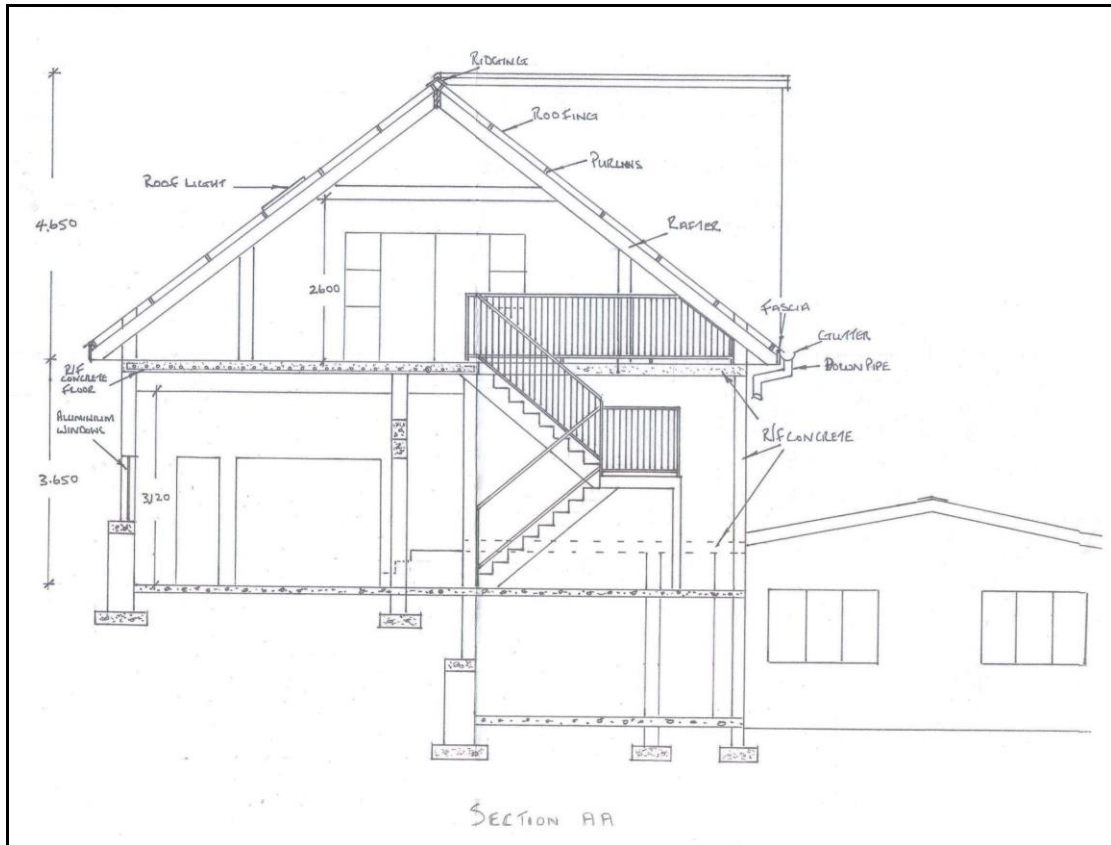 RIDGING
ROOFING
PURLINS
ROOF LIGHT
4.650
RAFTER
2600
FASCIA
GUTTER
DOWN PIPE
R/F
CONCRETE
FLOOR
ALUMINIUM
WINDOWS
R/F CONCRETE
3.650
3120
SECTION AA